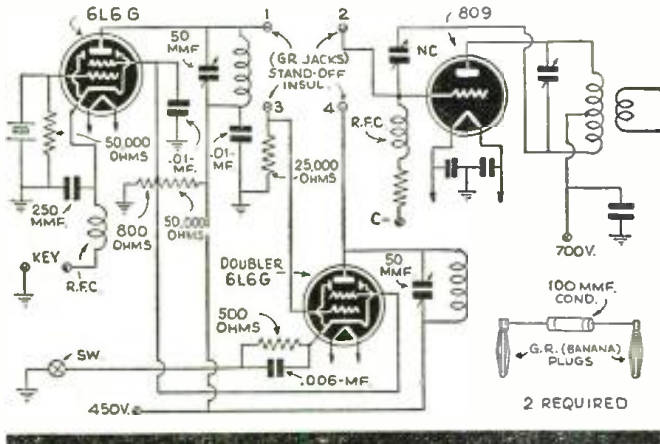 6L6 G
50
MMF.
1
2
(GR JACKS)
STAND-OFF
INSUL.
3
4
NC
809
R.F.C
C-
50,000
OHMS
.01-
MF.
.01-
MF.
25,000
OHMS
250
MMF.
800
OHMS
50,000
OHMS
KEY
R.F.C
DOUBLER
6L6G
50
MMF
700V.
500
OHMS
.006-MF.
SW.
450V.
100 MMF.
COND.
G.R. (BANANA)
PLUGS
2 REQUIRED